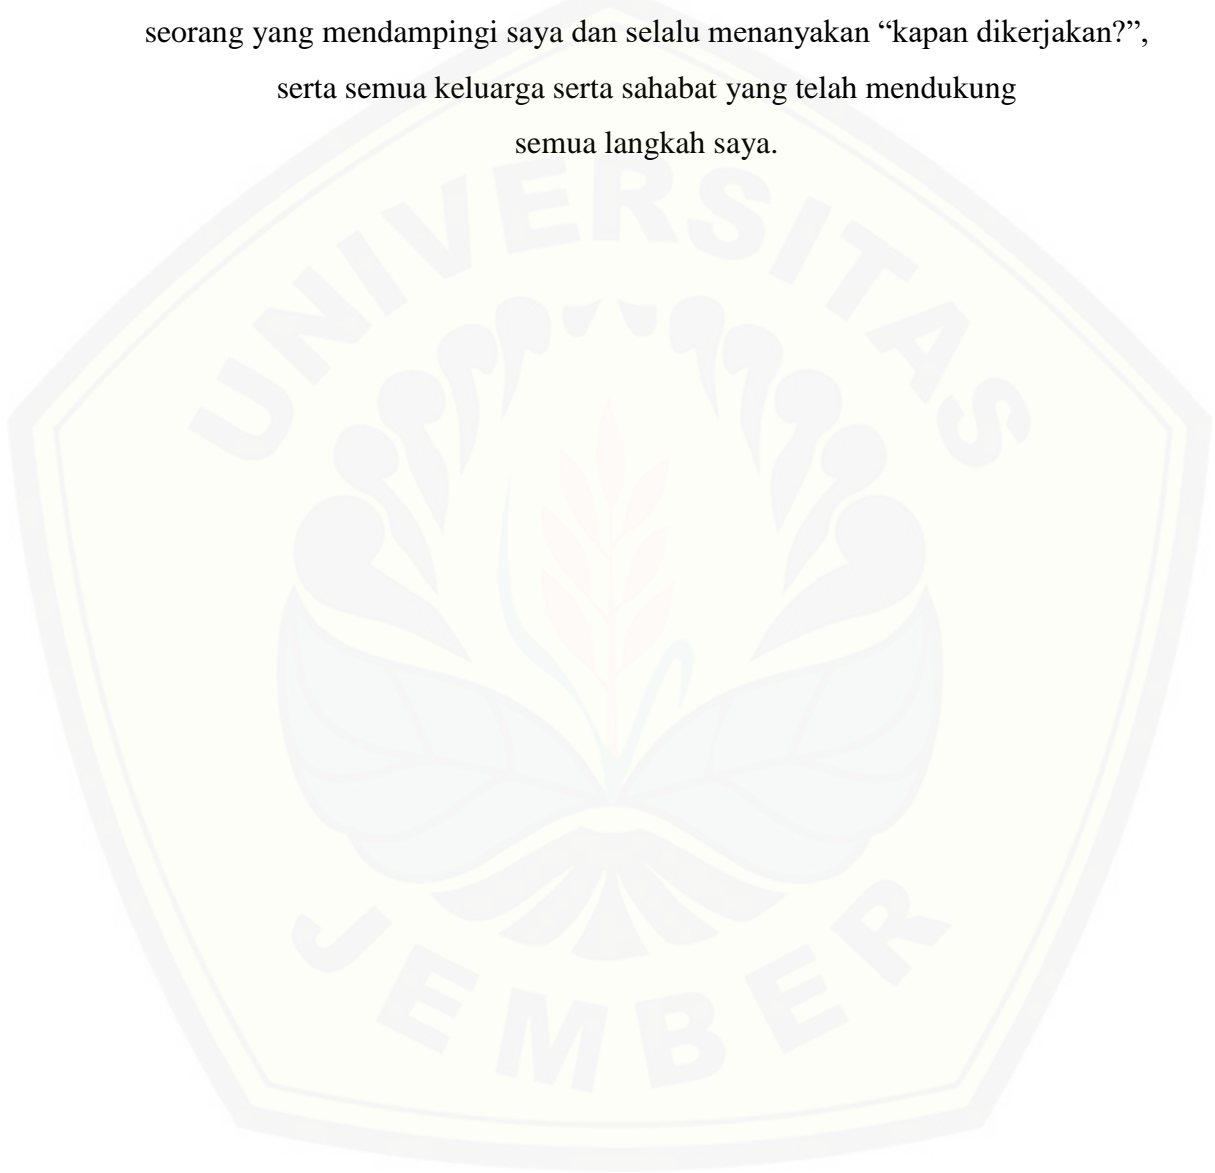 seorang yang mendampingi saya dan selalu menanyakan “kapan dikerjakan?”,
serta semua keluarga serta sahabat yang telah mendukung
semua langkah saya.
UNIVERSITAS
JEMBER